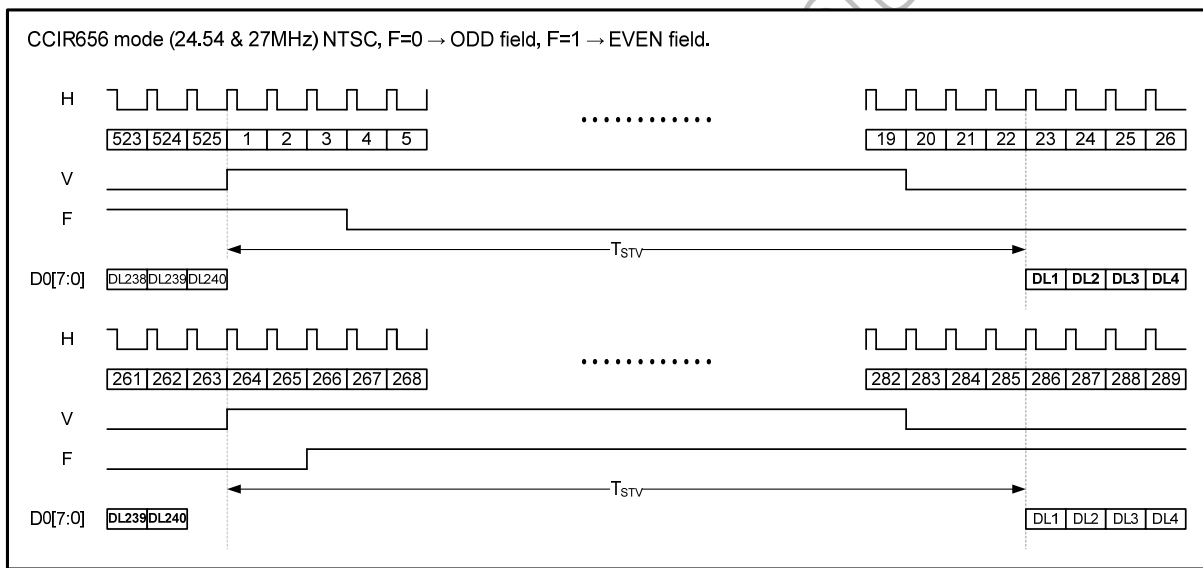 CCIR656 mode (24.54 & 27MHz) NTSC, F=0 → ODD field, F=1 → EVEN field.
H
523 524 525 1 2 3 4 5 ............ 19 20 21 22 23 24 25 26
V
F
TSTV
D0[7:0] DL238 DL239 DL240 DL1 DL2 DL3 DL4
H
261 262 263 264 265 266 267 268 ............ 282 283 284 285 286 287 288 289
V
F
TSTV
D0[7:0] DL239 DL240 DL1 DL2 DL3 DL4